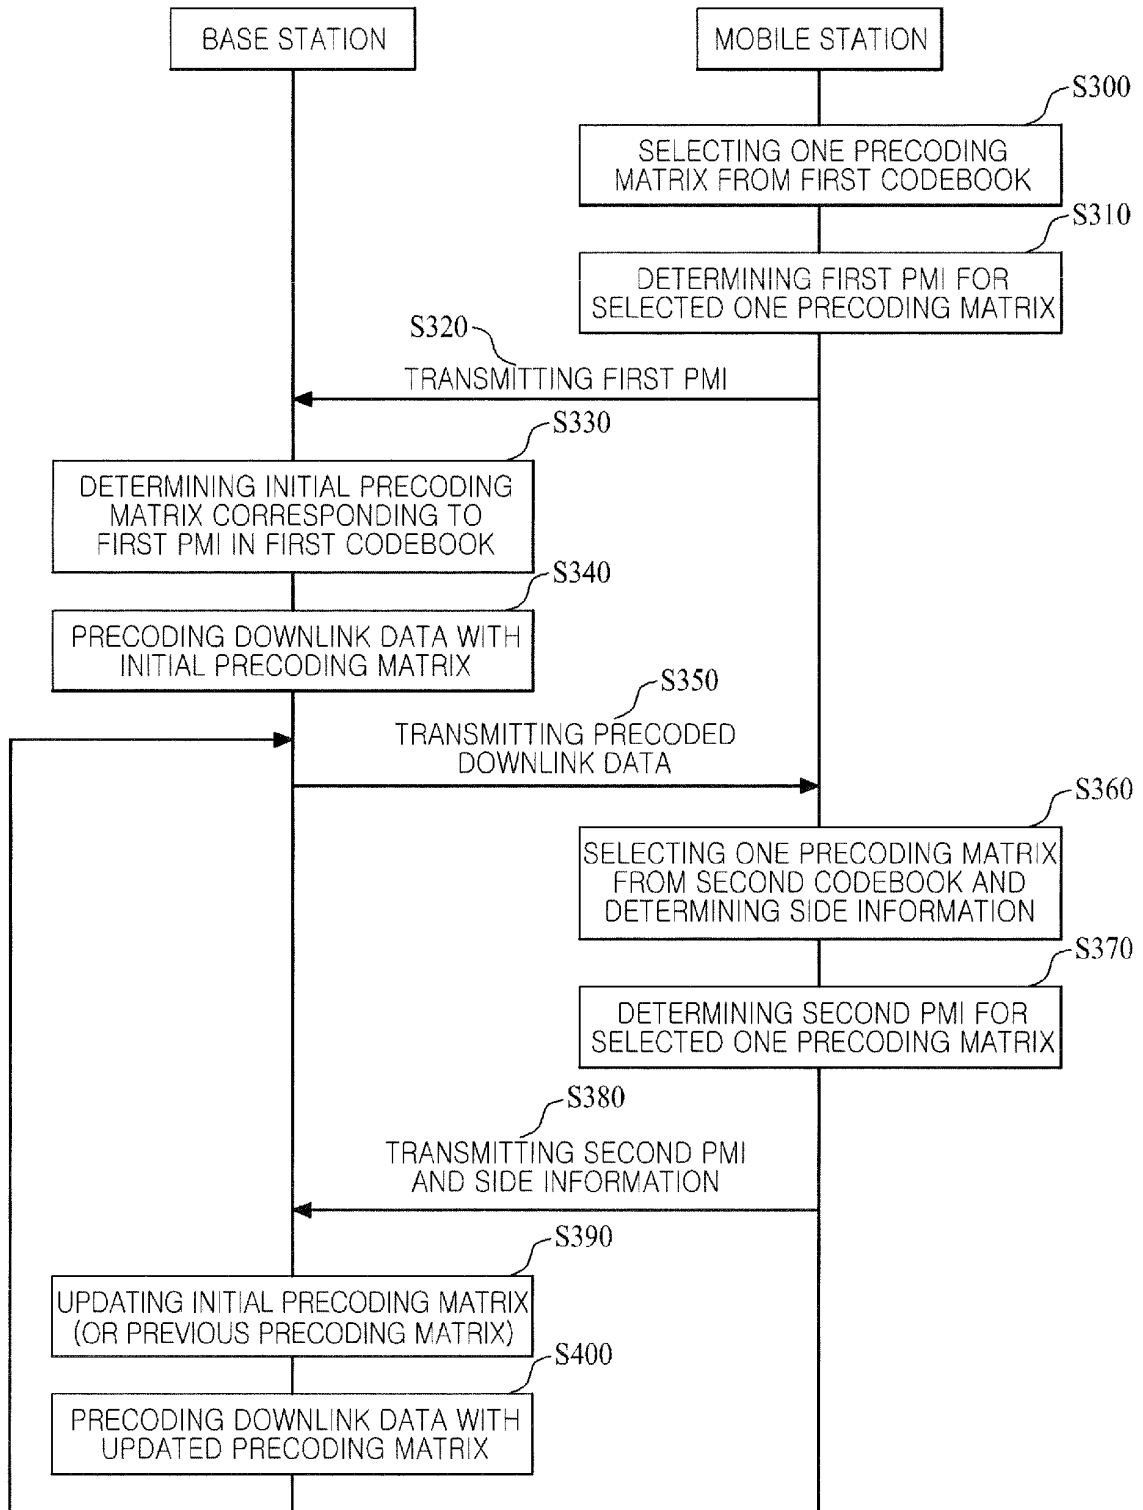 BASE STATION
MOBILE STATION
S300
SELECTING ONE PRECODING
MATRIX FROM FIRST CODEBOOK
S310
DETERMINING FIRST PMI FOR
SELECTED ONE PRECODING MATRIX
S320
TRANSMITTING FIRST PMI
S330
DETERMINING INITIAL PRECODING
MATRIX CORRESPONDING TO
FIRST PMI IN FIRST CODEBOOK
S340
PRECODING DOWNLINK DATA WITH
INITIAL PRECODING MATRIX
S350
TRANSMITTING PRECODED
DOWNLINK DATA
S360
SELECTING ONE PRECODING MATRIX
FROM SECOND CODEBOOK AND
DETERMINING SIDE INFORMATION
S370
DETERMINING SECOND PMI FOR
SELECTED ONE PRECODING MATRIX
S380
TRANSMITTING SECOND PMI
AND SIDE INFORMATION
S390
UPDATING INITIAL PRECODING MATRIX
(OR PREVIOUS PRECODING MATRIX)
S400
PRECODING DOWNLINK DATA WITH
UPDATED PRECODING MATRIX